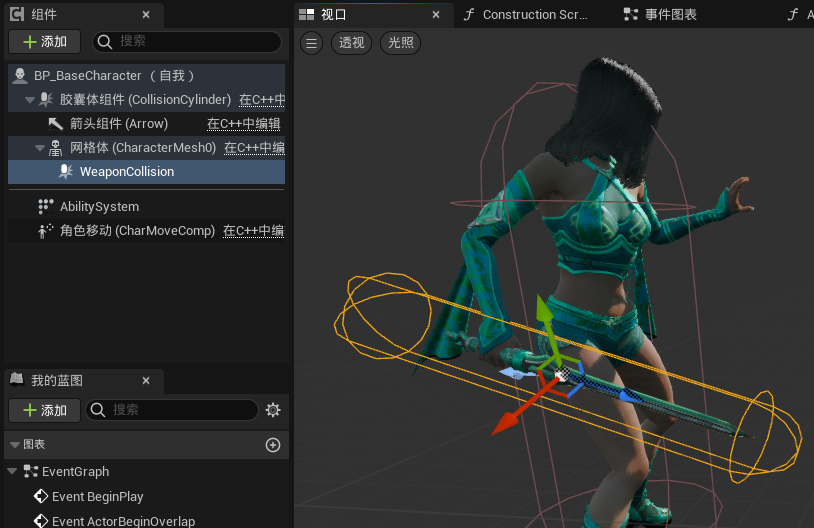 组件
添加
搜索
BP_BaseCharacter （自我）
胶囊体组件 (CollisionCylinder) 在C++中
箭头组件 (Arrow) 在C++中编辑
网格体 (CharacterMesh0) 在C++中编
WeaponCollision
AbilitySystem
角色移动 (CharMoveComp) 在C++中编
我的蓝图
添加
搜索
图表
EventGraph
Event BeginPlay
Event ActorBeginOverlap
视口
Construction Scr...
事件图表
透视
光照